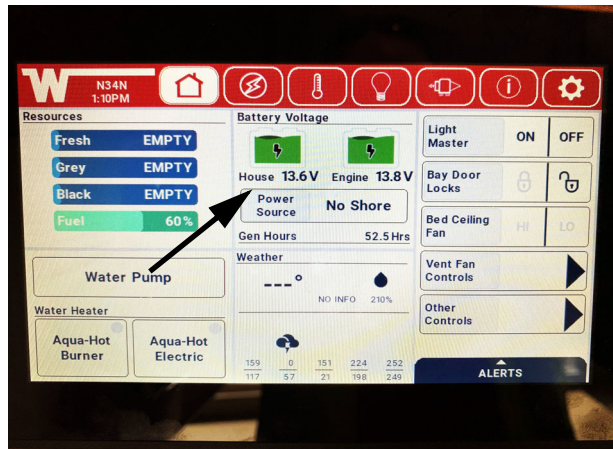 W
N34N
1:10PM
Resources
Fresh EMPTY
Grey EMPTY
Black EMPTY
Fuel 60%
Water Pump
Water Heater
Aqua-Hot
Burner
Aqua-Hot
Electric
Battery Voltage
House 13.6V Engine 13.8V
Power
Source
No Shore
Gen Hours 52.5 Hrs
Weather
---°
NO INFO 210%
159 0 151 224 252
117 57 21 198 249
Light
Master
ON OFF
Bay Door
Locks
Bed Ceiling
Fan
HI LO
Vent Fan
Controls
Other
Controls
ALERTS